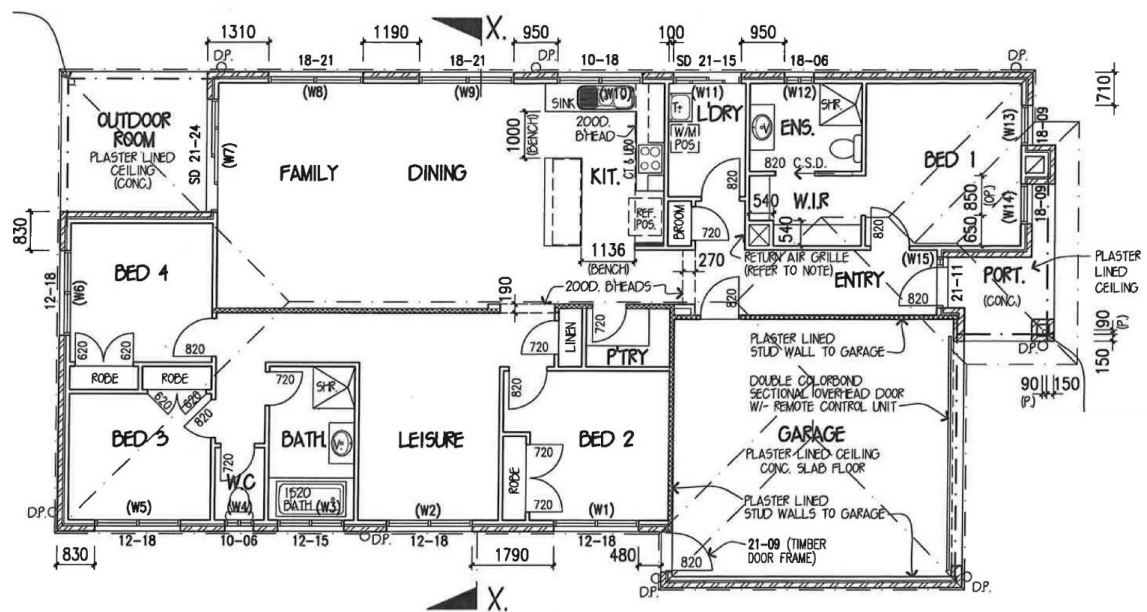 X.
1310
1190
950
100
950
D.P.
D.P.
D.P.
18-21
18-21
10-18
SD 21-15
18-06
710
(W8)
(W9)
(W10)
(W11)
(W12)
(W13)
18-09
OUTDOOR
ROOM
PLASTER LINED
CEILING
(CONC.)
SD 21-24
(W7)
SINK
200D.
B'HEAD
1000
(BENCH)
CT & UBO
Tt
W/M
POS.
L'DRY
ENS.
SHR.
FAMILY
DINING
KIT.
REF.
POS.
BROOM
820
720
820
C.S.D.
W.I.R
540
540
BED 1
820
850
(OP.)
650
(W14)
18-09
830
1136
(BENCH)
270
RETURN AIR GRILLE
(REFER TO NOTE)
(W15)
ENTRY
820
21-11
PORT.
(CONC.)
PLASTER
LINED
CEILING
BED 4
12-18
(W6)
190
200D. B'HEADS
820
620
620
820
ROBE
ROBE
620
620
820
LINEN
820
720
P'TRY
PLASTER LINED
STUD WALL TO GARAGE
D.P.
90
(P.)
150
90
(P.)
150
DOUBLE COLORBOND
SECTIONAL OVERHEAD DOOR
W/- REMOTE CONTROL UNIT
720
SHR.
BED 3
BATH.
LEISURE
BED 2
GARAGE
PLASTER LINED CEILING
CONC. SLAB FLOOR
720
W.C
(W4)
1520
BATH
(W3)
ROBE
720
720
PLASTER LINED
STUD WALLS TO GARAGE
(W5)
(W2)
(W1)
D.P.
12-18
10-06
12-15
D.P.
12-18
12-18
830
1790
480
820
21-09 (TIMBER
DOOR FRAME)
D.P.
D.P.
X.